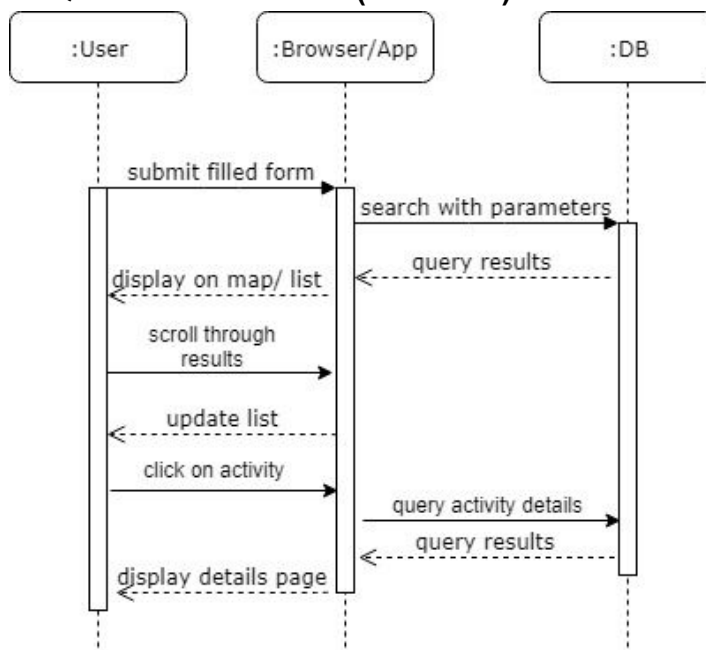 :User
:Browser/App
:DB
submit filled form
search with parameters
query results
display on map/ list
scroll through
results
update list
click on activity
query activity details
query results
display details page